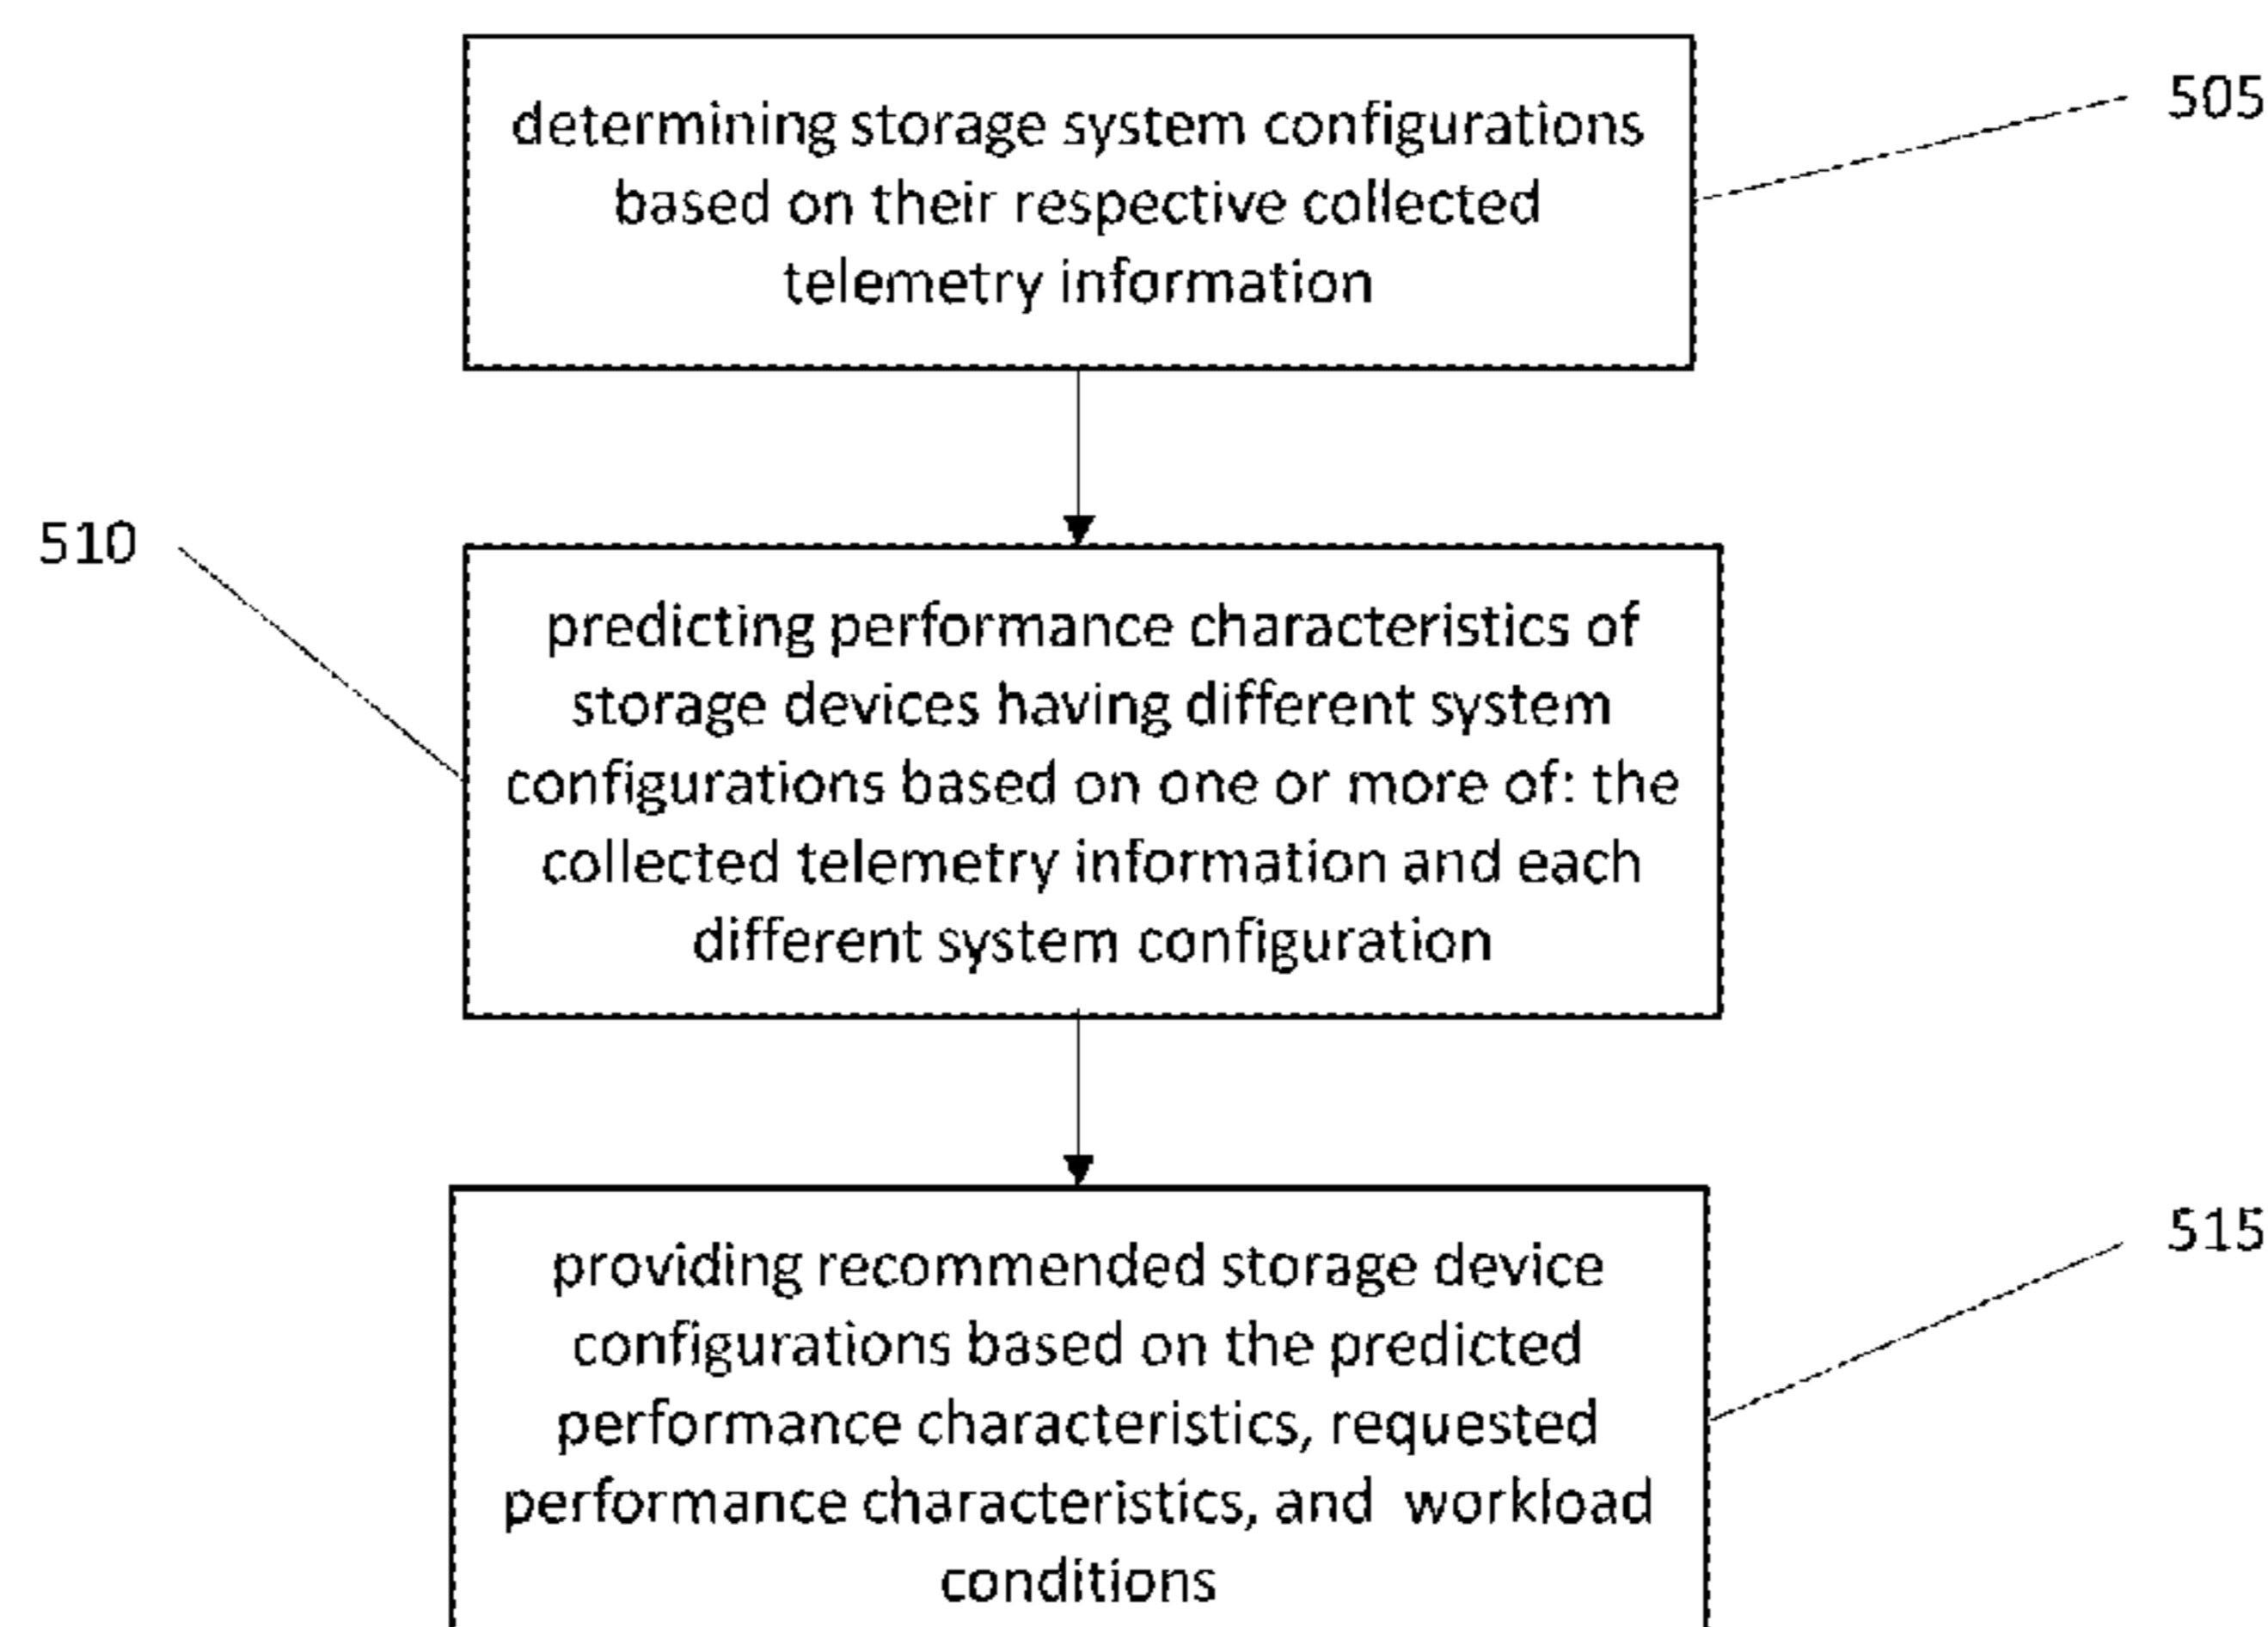 determining storage system configurations
based on their respective collected
telemetry information
505
510
predicting performance characteristics of
storage devices having different system
configurations based on one or more of: the
collected telemetry information and each
different system configuration
providing recommended storage device
configurations based on the predicted
performance characteristics, requested
performance characteristics, and workload
conditions
515